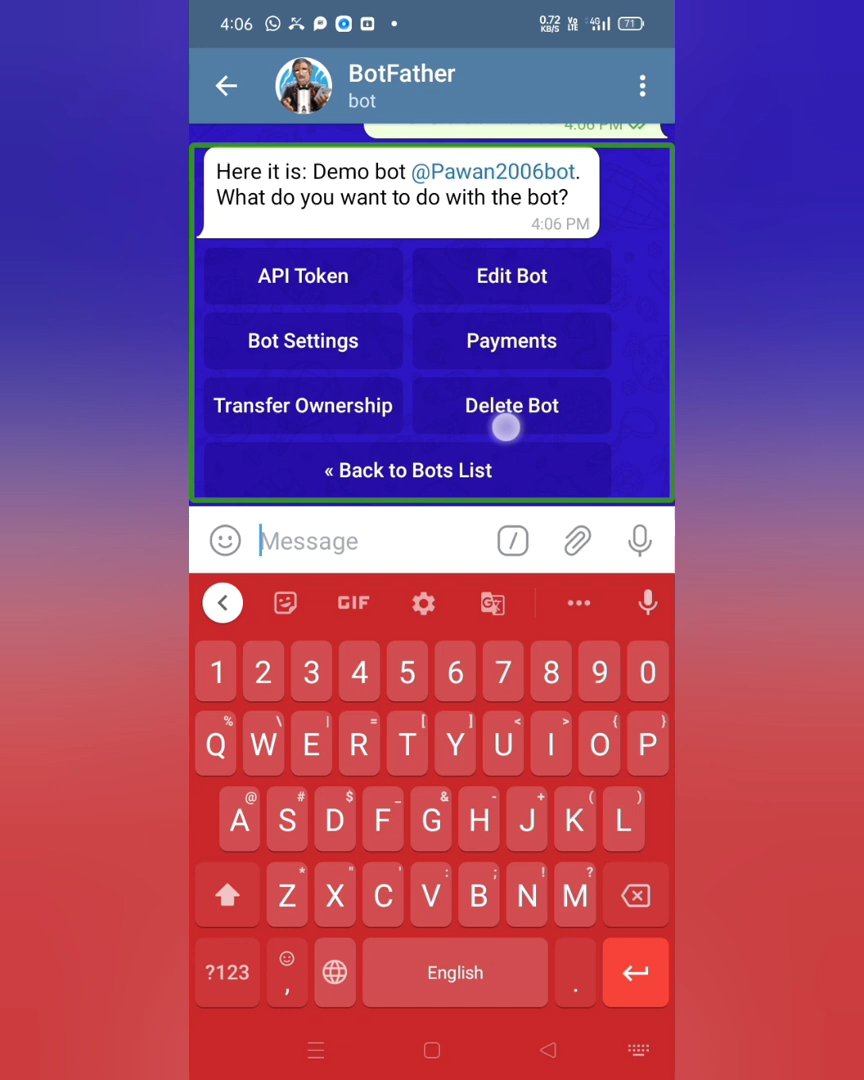 4:06
0.72 KB/S
Vo LTE
4G
71
BotFather
bot
4:06 PM
Here it is: Demo bot @Pawan2006bot.
What do you want to do with the bot?
4:06 PM
API Token
Edit Bot
Bot Settings
Payments
Transfer Ownership
Delete Bot
« Back to Bots List
Message
/
GIF
1 2 3 4 5 6 7 8 9 0
% \ | = [ ] < > { }
Q W E R T Y U I O P
@ # $ _ & - + ( )
A S D F G H J K L
* " ' : ; ! ?
Z X C V B N M
?123
,
English
.